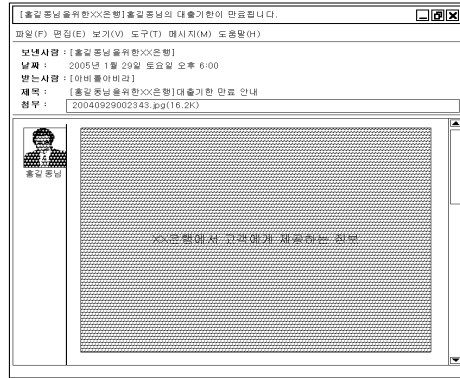 [홍길동님을위한XX은행]홍길동님의 대출기한이 만료됩니다.
파일(F) 편집(E) 보기(V) 도구(T) 메시지(M) 도움말(H)
보낸사람 : [홍길동님을위한XX은행]
날짜 : 2005년 1월 29일 토요일 오후 6:00
받는사람 : [아비틀아비라]
제목 : [홍길동님을위한XX은행]대출기한 만료 안내
첨부 : 20040929002343.jpg(16.2K)
홍길동님
XX은행에서 고객에게 제공하는 정보